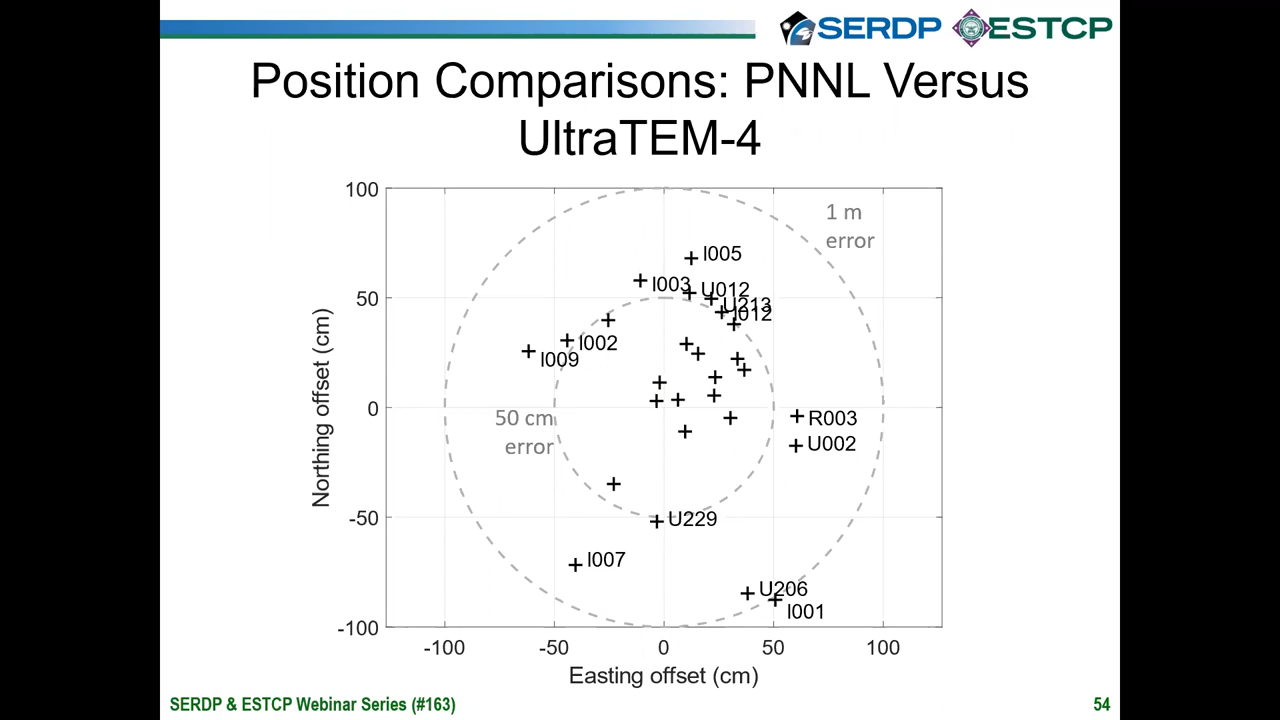 SERDP ESTCP
Position Comparisons: PNNL Versus
UltraTEM-4
100
50
0
-50
-100
Northing offset (cm)
1 m
error
I005
I003
U012
U213
I012
I002
I009
50 cm
error
R003
U002
U229
I007
U206
I001
-100
-50
0
50
100
Easting offset (cm)
SERDP & ESTCP Webinar Series (#163)
54